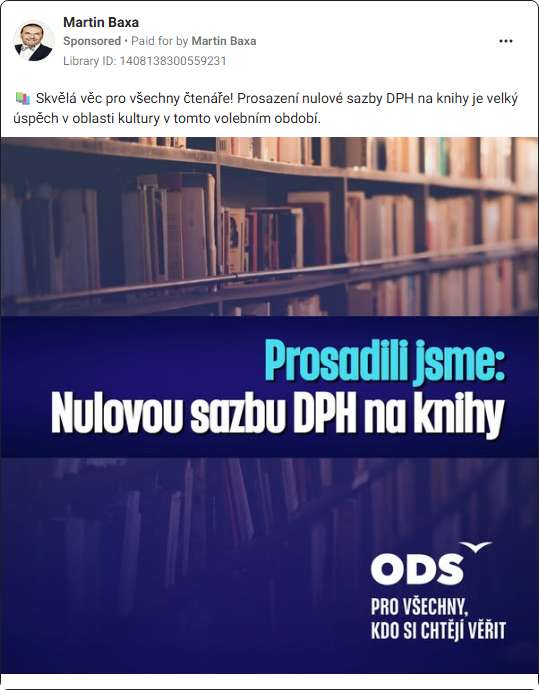 Martin Baxa
Sponsored • Paid for by Martin Baxa
Library ID: 1408138300559231
Skvělá věc pro všechny čtenáře! Prosazení nulové sazby DPH na knihy je velký
úspěch v oblasti kultury v tomto volebním období.
Prosadili jsme:
Nulovou sazbu DPH na knihy
ODS
PRO VŠECHNY,
KDO SI CHTĚJÍ VĚŘIT